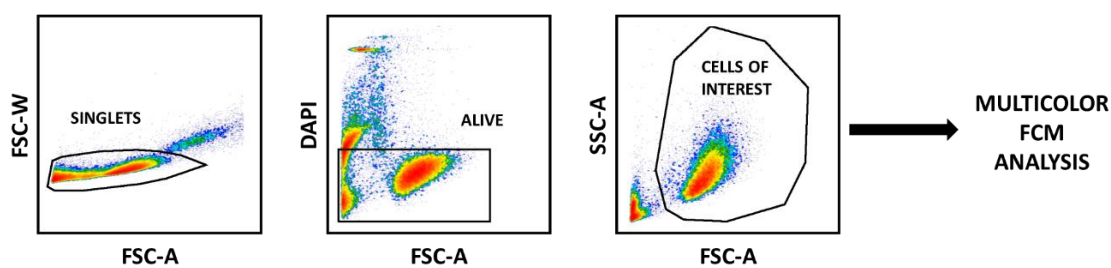 FSC-W
SINGLETS
FSC-A
DAPI
ALIVE
FSC-A
SSC-A
CELLS OF
INTEREST
FSC-A
MULTICOLOR
FCM
ANALYSIS